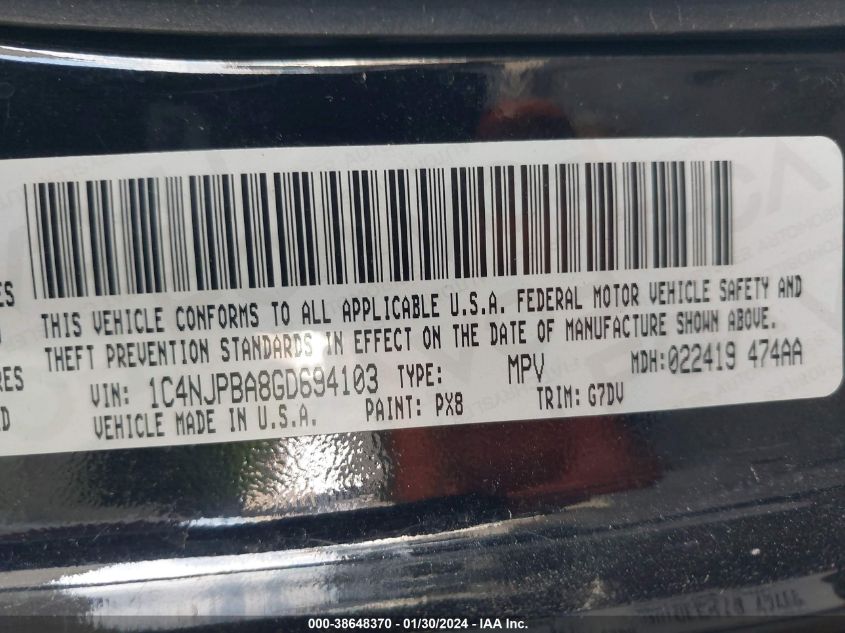 ES
THIS VEHICLE CONFORMS TO ALL APPLICABLE U.S.A. FEDERAL MOTOR VEHICLE SAFETY AND
THEFT PREVENTION STANDARDS IN EFFECT ON THE DATE OF MANUFACTURE SHOWN ABOVE.
RES
VIN: 1C4NJPBA8GD694103 TYPE: MPV MDH:022419 474AA
D
VEHICLE MADE IN U.S.A. PAINT: PX8 TRIM: G7DV
000-38648370 - 01/30/2024 - IAA Inc.